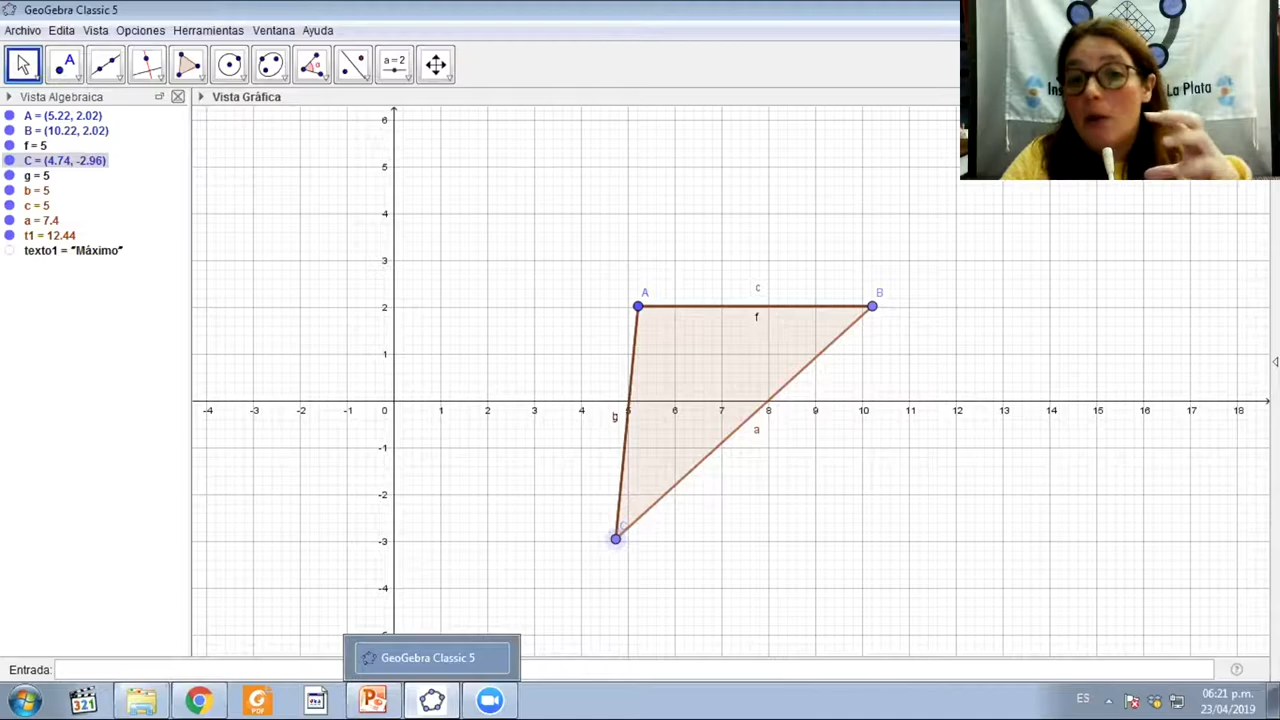 GeoGebra Classic 5
Archivo Edita Vista Opciones Herramientas Ventana Ayuda
A
α
a = 2
Vista Algebraica
Vista Gráfica
A = (5.22, 2.02)
B = (10.22, 2.02)
f = 5
C = (4.74, -2.96)
g = 5
b = 5
c = 5
a = 7.4
t1 = 12.44
texto1 = "Máximo"
6
5
4
3
2
1
0
-1
-2
-3
-4
-4 -3 -2 -1 1 2 3 4 5 6 7 8 9 10 11 12 13 14 15 16 17 18
A
c
B
f
g
a
C
La Plata
Entrada:
GeoGebra Classic 5
321
PDF
ES
06:21 p.m.
23/04/2019